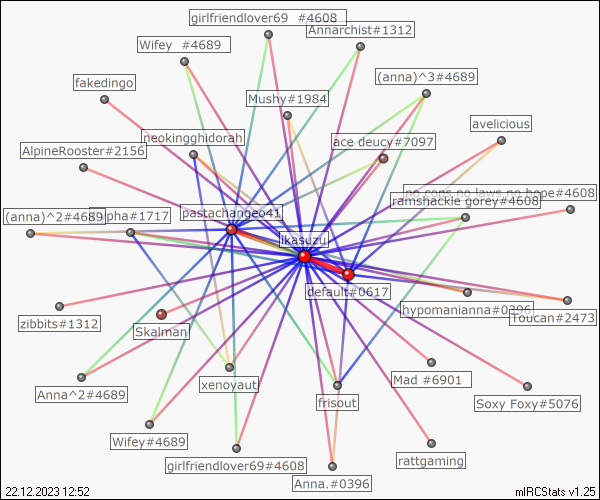 girlfriendlover69 #4608
Annarchist#1312
Wifey #4689
(anna)^3#4689
fakedingo
Mushy#1984
avelicious
neokingghidorah
ace deucy#7097
AlpineRooster#2156
no cops no laws no hope#4608
ramshackle gorey#4608
(anna)^2#4689
pha#1717
pastachangeo41
ikasuzu
default#0617
hypomanianna#0396
Toucan#2473
zibbits#1312
Skalman
Anna^2#4689
xenoyaut
Mad #6901
frisout
Soxy Foxy#5076
Wifey#4689
girlfriendlover69#4608
Anna.#0396
rattgaming
22.12.2023 12:52
mIRCStats v1.25